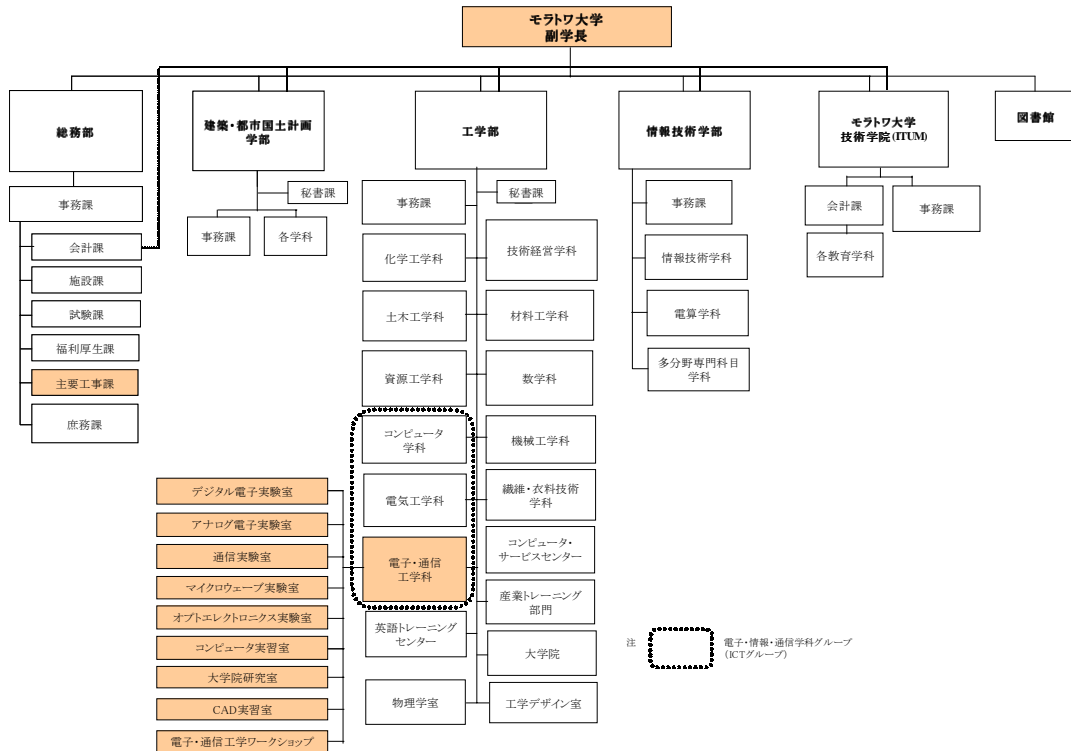 モラトワ大学
副学長
総務部
事務課
会計課
施設課
試験課
福利厚生課
主要工事課
庶務課
建築・都市国土計画
学部
秘書課
事務課
各学科
工学部
秘書課
事務課
技術経営学科
化学工学科
土木工学科
材料工学科
資源工学科
数学科
コンピュータ
学科
機械工学科
電気工学科
繊維・衣料技術
学科
電子・通信
工学科
コンピュータ・
サービスセンター
産業トレーニング
部門
英語トレーニング
センター
大学院
物理学室
工学デザイン室
デジタル電子実験室
アナログ電子実験室
通信実験室
マイクロウェーブ実験室
オプトエレクトロニクス実験室
コンピュータ実習室
大学院研究室
CAD実習室
電子・通信工学ワークショップ
情報技術学部
事務課
情報技術学科
電算学科
多分野専門科目
学科
モラトワ大学
技術学院(ITUM)
会計課
事務課
各教育学科
図書館
注
電子・情報・通信学科グループ
(ICTグループ)